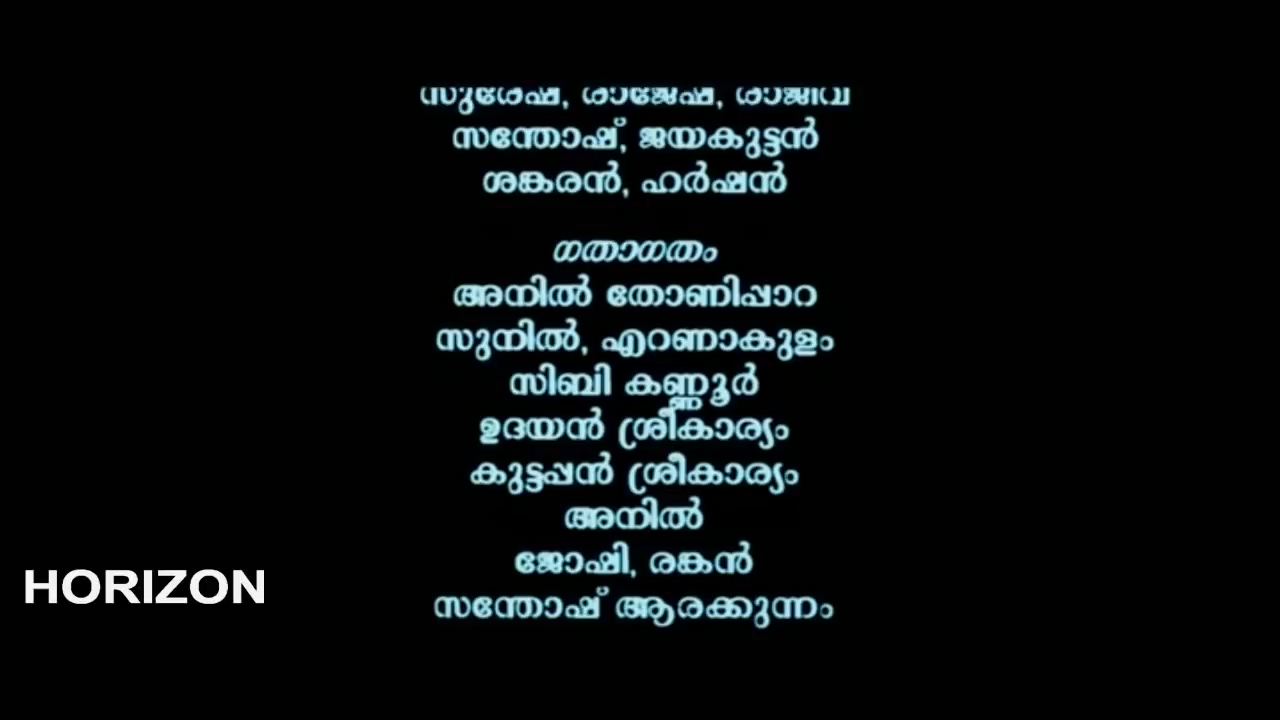 സുരേഷ്, രാജേഷ്, രാജീവ്
സന്തോഷ്, ജയകുട്ടൻ
ശങ്കരൻ, ഹർഷൻ
ഗതാഗതം
അനിൽ തോണിപ്പാറ
സുനിൽ, എറണാകുളം
സിബി കണ്ണൂർ
ഉദയൻ ശ്രീകാര്യം
കുട്ടപ്പൻ ശ്രീകാര്യം
അനിൽ
ജോഷി, രങ്കൻ
HORIZON
സന്തോഷ് ആരക്കുന്നം